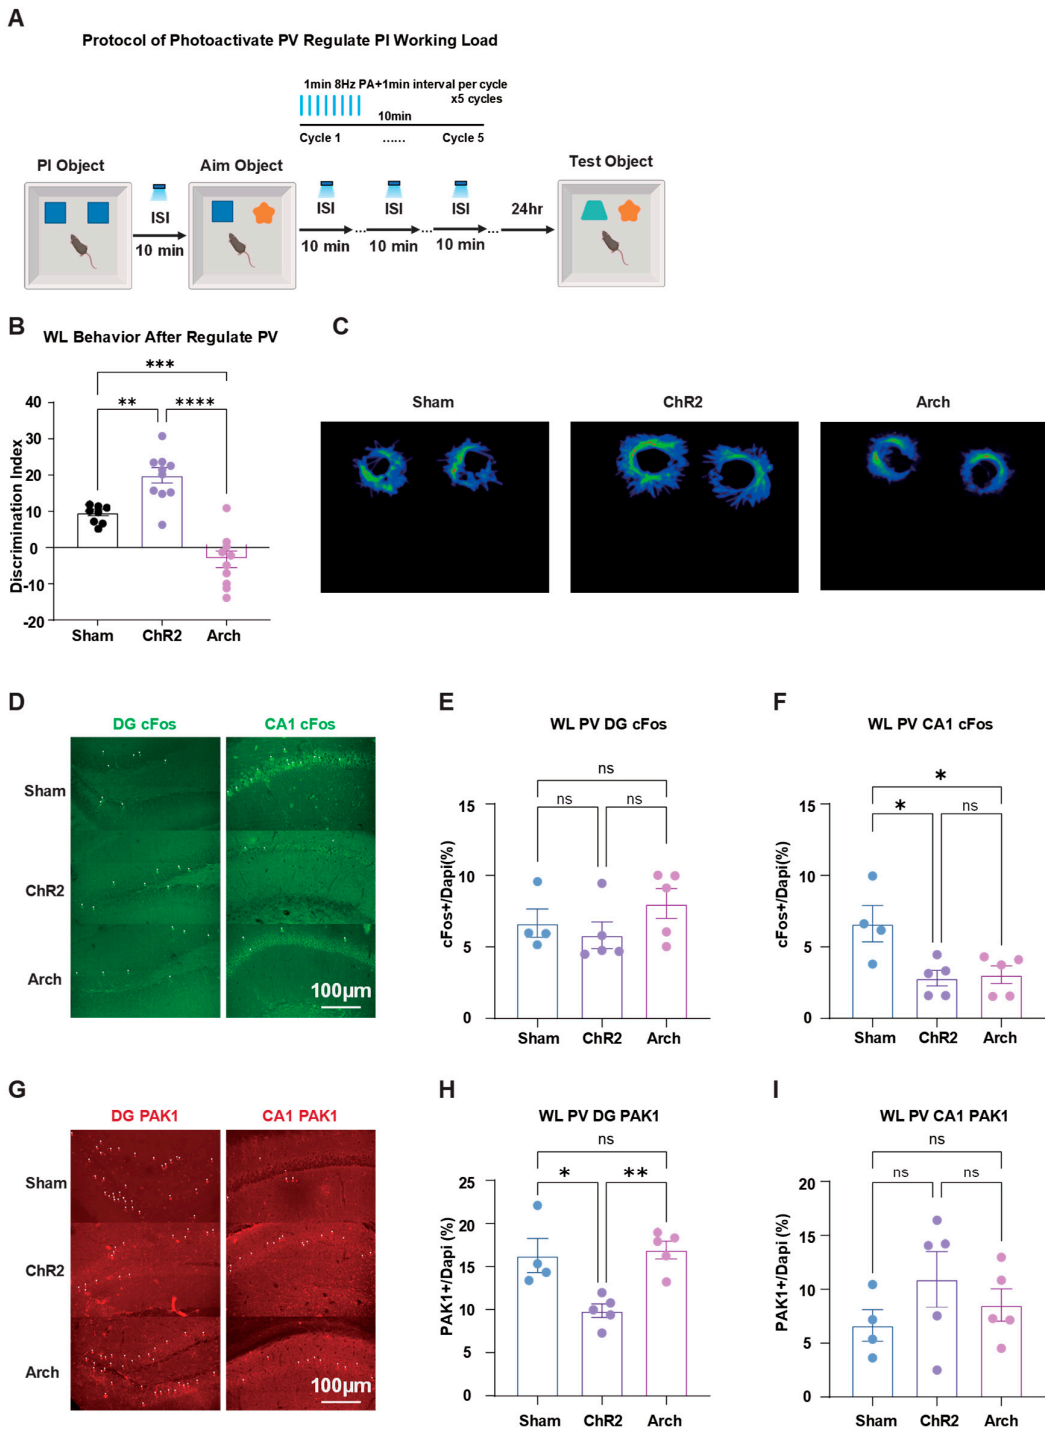 A
Protocol of Photoactivate PV Regulate PI Working Load
1min 8Hz PA+1min interval per cycle
x5 cycles
10min
Cycle 1 ...... Cycle 5
PI Object
Aim Object
Test Object
ISI
10 min
ISI ISI ISI
10 min ... 10 min ... 10 min ...
24hr
B
WL Behavior After Regulate PV
***
** ****
Discrimination Index
40
30
20
10
0
-10
-20
Sham ChR2 Arch
C
Sham ChR2 Arch
D
DG cFos CA1 cFos
Sham
ChR2
Arch
100μm
E
WL PV DG cFos
ns
ns ns
cFos+/Dapi(%)
15
10
5
0
Sham ChR2 Arch
F
WL PV CA1 cFos
*
* ns
cFos+/Dapi(%)
15
10
5
0
Sham ChR2 Arch
G
DG PAK1 CA1 PAK1
Sham
ChR2
Arch
100μm
H
WL PV DG PAK1
ns
* **
PAK1+/Dapi (%)
25
20
15
10
5
0
Sham ChR2 Arch
I
WL PV CA1 PAK1
ns
ns ns
PAK1+/Dapi (%)
20
15
10
5
0
Sham ChR2 Arch